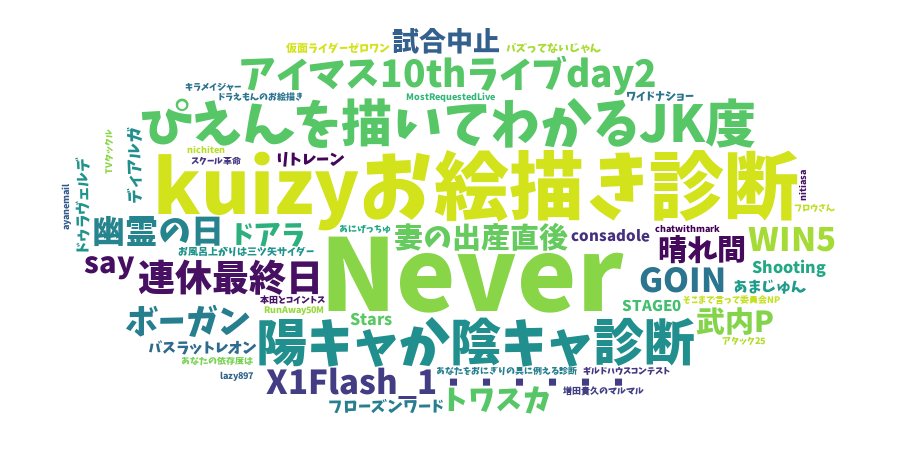 試合中止
仮面ライダーゼロワン
バズってないじゃん
アイマス10thライブday2
キラメイジャー
ドラえもんのお絵描き
MostRequestedLive
ワイドナショー
ぴえんを描いてわかるJK度
TVタックル
ディアルガ
nichiten
スクール革命
リトレーン
kuizyお絵描き診断
nitiasa
フロウさん
ayanemail
ドゥラヴェルデ
幽霊の日
ドアラ
あにげっちゅ
妻の出産直後
consadole
chatwithmark
晴れ間
WIN5
say
お風呂上がりは三ツ矢サイダー
連休最終日
Never
GOIN
Shooting
あまじゅん
本田とコイントス
RunAway50M
Stars
STAGE0
そこまで言って委員会NP
武内P
アタック25
ボーガン
陽キャか陰キャ診断
バスラットレオン
あなたの依存度は
lazy897
X1Flash_1
あなたをおにぎりの具に例える診断
ギルドハウスコンテスト
・・・・・・
増田貴久のマルマル
フローズンワード
トワスカ